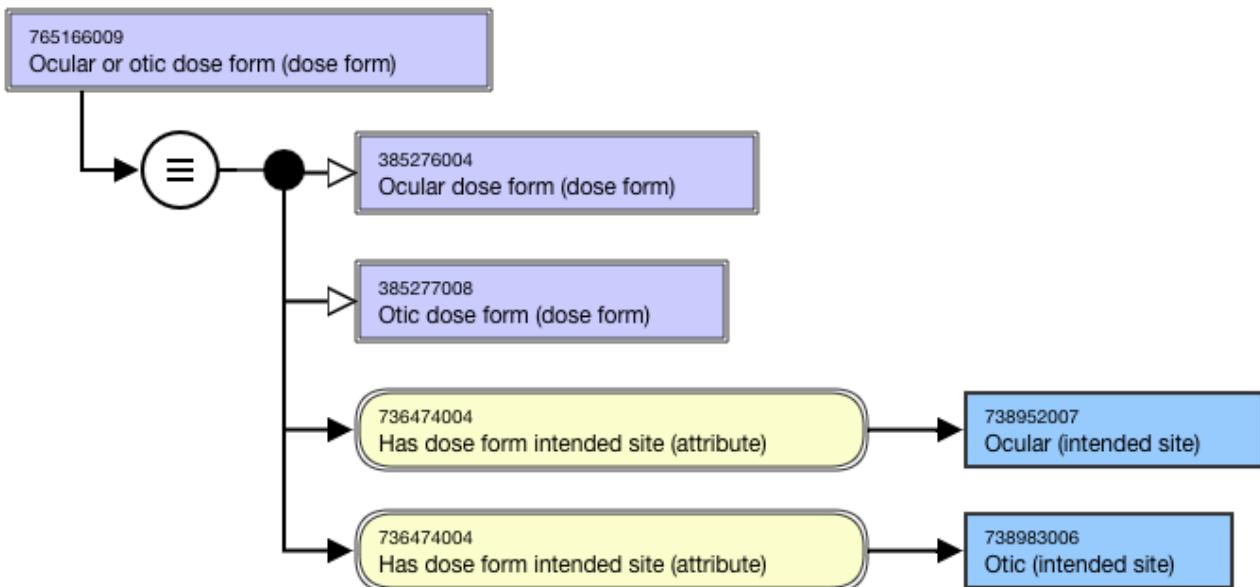 765166009
Ocular or otic dose form (dose form)
385276004
Ocular dose form (dose form)
385277008
Otic dose form (dose form)
736474004
Has dose form intended site (attribute)
738952007
Ocular (intended site)
736474004
Has dose form intended site (attribute)
738983006
Otic (intended site)